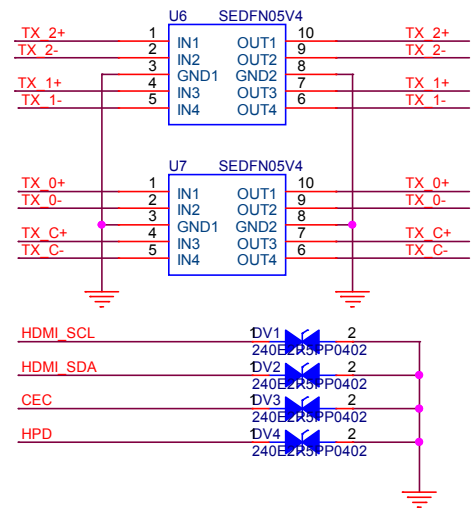 U6 SEDFN05V4
TX_2+ 1 IN1 OUT1 10 TX_2+
TX_2- 2 IN2 OUT2 9 TX_2-
3 GND1 GND2 8
TX_1+ 4 IN3 OUT3 7 TX_1+
TX_1- 5 IN4 OUT4 6 TX_1-
U7 SEDFN05V4
TX_0+ 1 IN1 OUT1 10 TX_0+
TX_0- 2 IN2 OUT2 9 TX_0-
3 GND1 GND2 8
TX_C+ 4 IN3 OUT3 7 TX_C+
TX_C- 5 IN4 OUT4 6 TX_C-
HDMI_SCL 1 DV1 2
240E2R5PP0402
HDMI_SDA 1 DV2 2
240E2R5PP0402
CEC 1 DV3 2
240E2R5PP0402
HPD 1 DV4 2
240E2R5PP0402